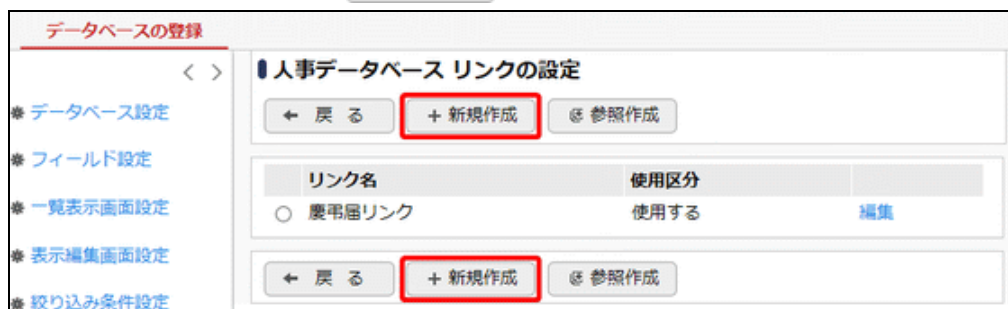 データベースの登録
人事データベース リンクの設定
戻 る 新規作成 参照作成
データベース設定
フィールド設定
一覧表示画面設定
表示編集画面設定
絞り込み条件設定
リンク名 使用区分
慶弔届リンク 使用する 編集
戻 る 新規作成 参照作成